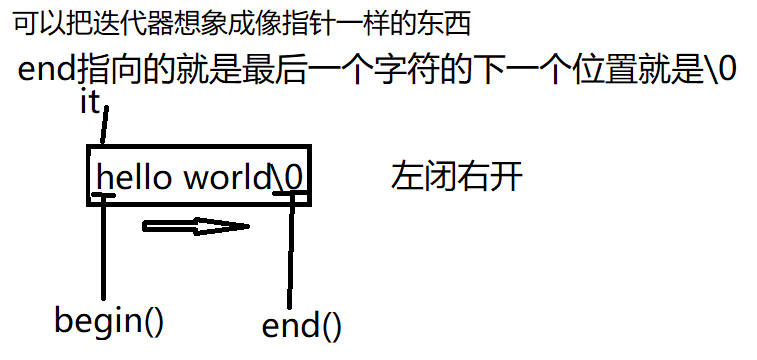 可以把迭代器想象成像指针一样的东西
end指向的就是最后一个字符的下一个位置就是\0
it
hello world\0
左闭右开
begin()
end()